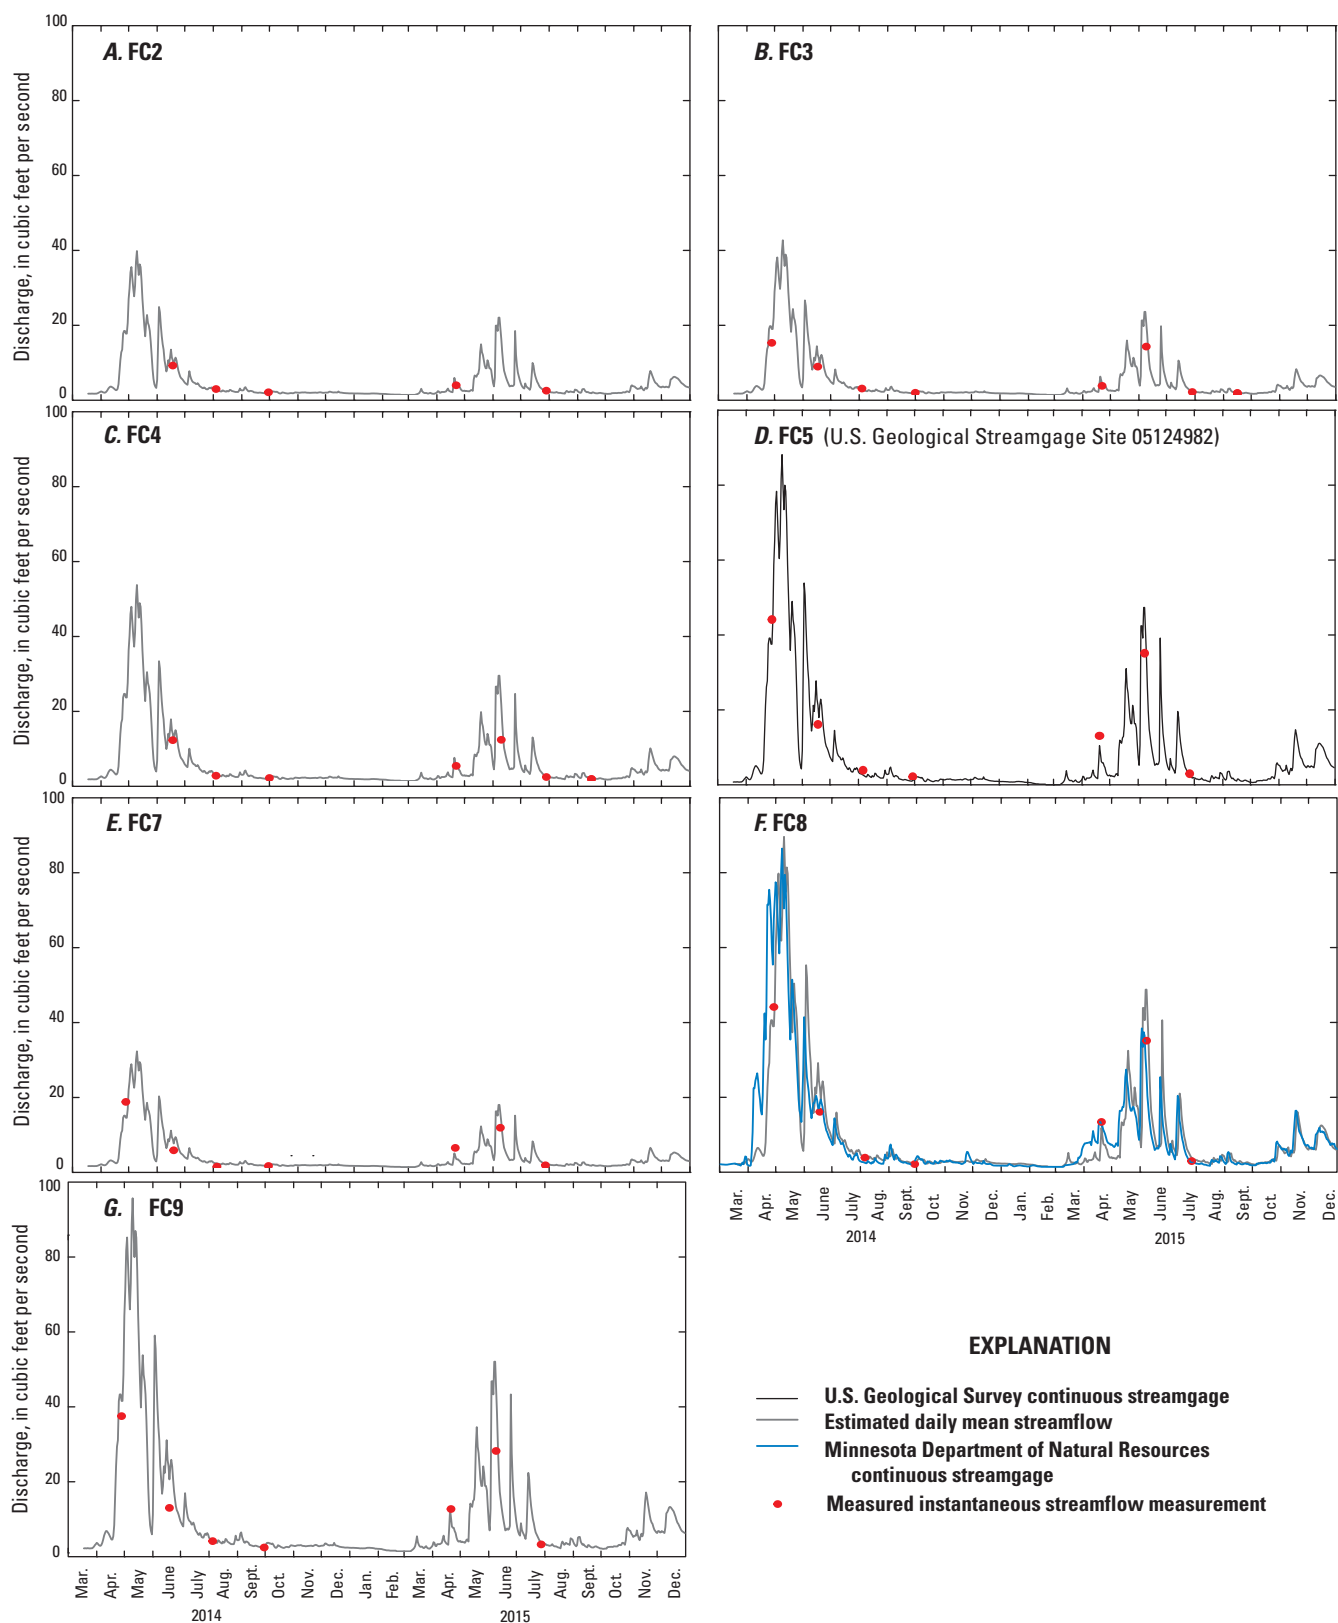 100
80
60
40
20
0
Discharge, in cubic feet per second
A. FC2
B. FC3
100
80
60
40
20
0
Discharge, in cubic feet per second
C. FC4
D. FC5 (U.S. Geological Streamgage Site 05124982)
100
80
60
40
20
0
Discharge, in cubic feet per second
E. FC7
F. FC8
Mar. Apr. May June July Aug. Sept. Oct. Nov. Dec. Jan. Feb. Mar. Apr. May June July Aug. Sept. Oct. Nov. Dec.
2014 2015
100
80
60
40
20
0
Discharge, in cubic feet per second
G. FC9
Mar. Apr. May June July Aug. Sept. Oct. Nov. Dec. Jan. Feb. Mar. Apr. May June July Aug. Sept. Oct. Nov. Dec.
2014 2015
EXPLANATION
U.S. Geological Survey continuous streamgage
Estimated daily mean streamflow
Minnesota Department of Natural Resources
continuous streamgage
Measured instantaneous streamflow measurement